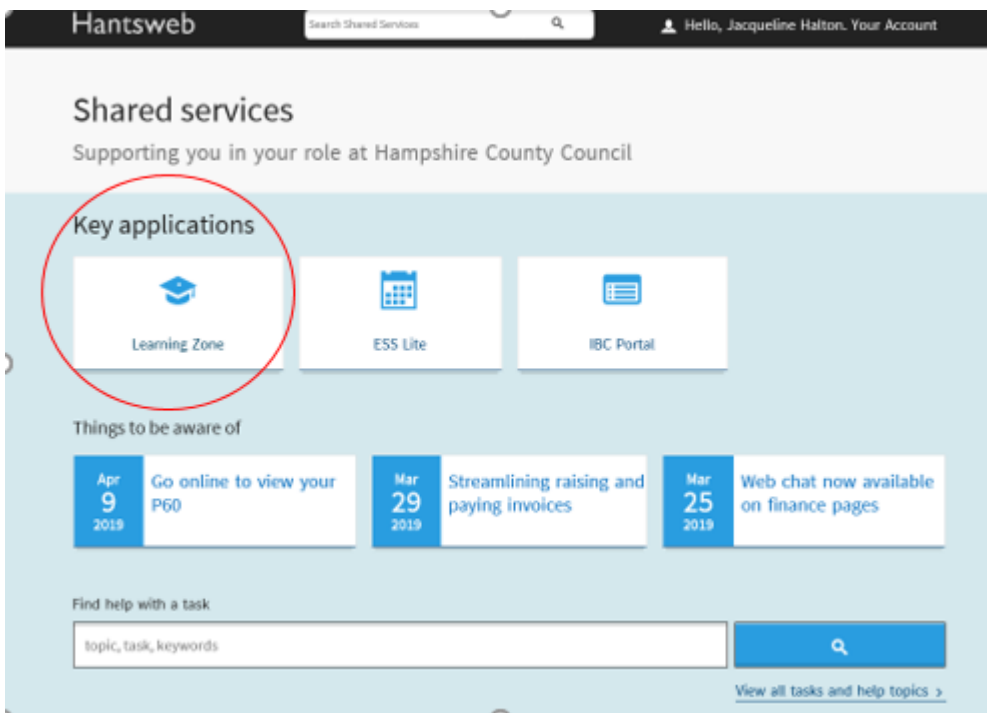 Hantsweb
Search Shared Services
Hello, Jacqueline Halton. Your Account
Shared services
Supporting you in your role at Hampshire County Council
Key applications
Learning Zone
ESS Lite
IBC Portal
Things to be aware of
Apr
9
2019
Go online to view your
P60
Mar
29
2019
Streamlining raising and
paying invoices
Mar
25
2019
Web chat now available
on finance pages
Find help with a task
topic, task, keywords
View all tasks and help topics >